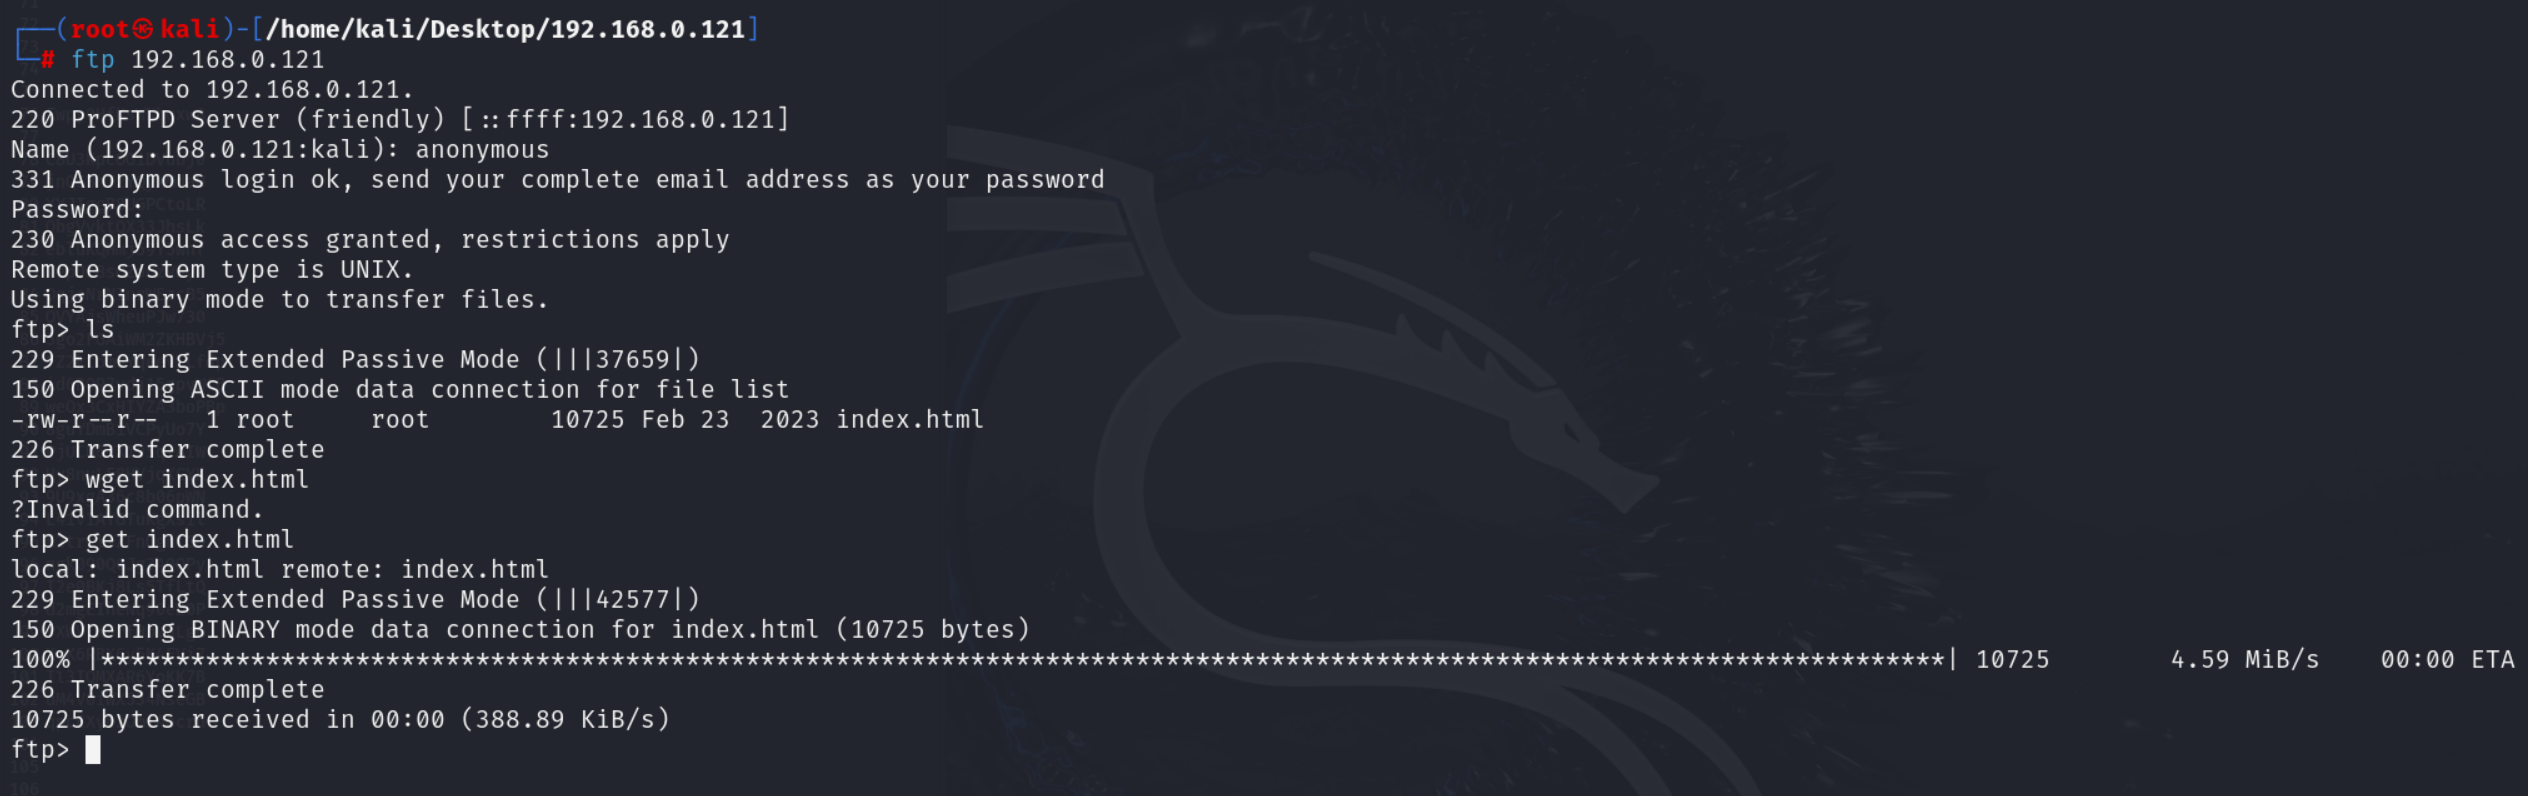 ┌──(root㉿kali)-[/home/kali/Desktop/192.168.0.121]
└─# ftp 192.168.0.121
Connected to 192.168.0.121.
220 ProFTPD Server (friendly) [::ffff:192.168.0.121]
Name (192.168.0.121:kali): anonymous
331 Anonymous login ok, send your complete email address as your password
Password:
230 Anonymous access granted, restrictions apply
Remote system type is UNIX.
Using binary mode to transfer files.
ftp> ls
229 Entering Extended Passive Mode (|||37659|)
150 Opening ASCII mode data connection for file list
-rw-r--r--   1 root     root        10725 Feb 23  2023 index.html
226 Transfer complete
ftp> wget index.html
?Invalid command.
ftp> get index.html
local: index.html remote: index.html
229 Entering Extended Passive Mode (|||42577|)
150 Opening BINARY mode data connection for index.html (10725 bytes)
100% |***************************************************************************************************************************| 10725        4.59 MiB/s    00:00 ETA
226 Transfer complete
10725 bytes received in 00:00 (388.89 KiB/s)
ftp>